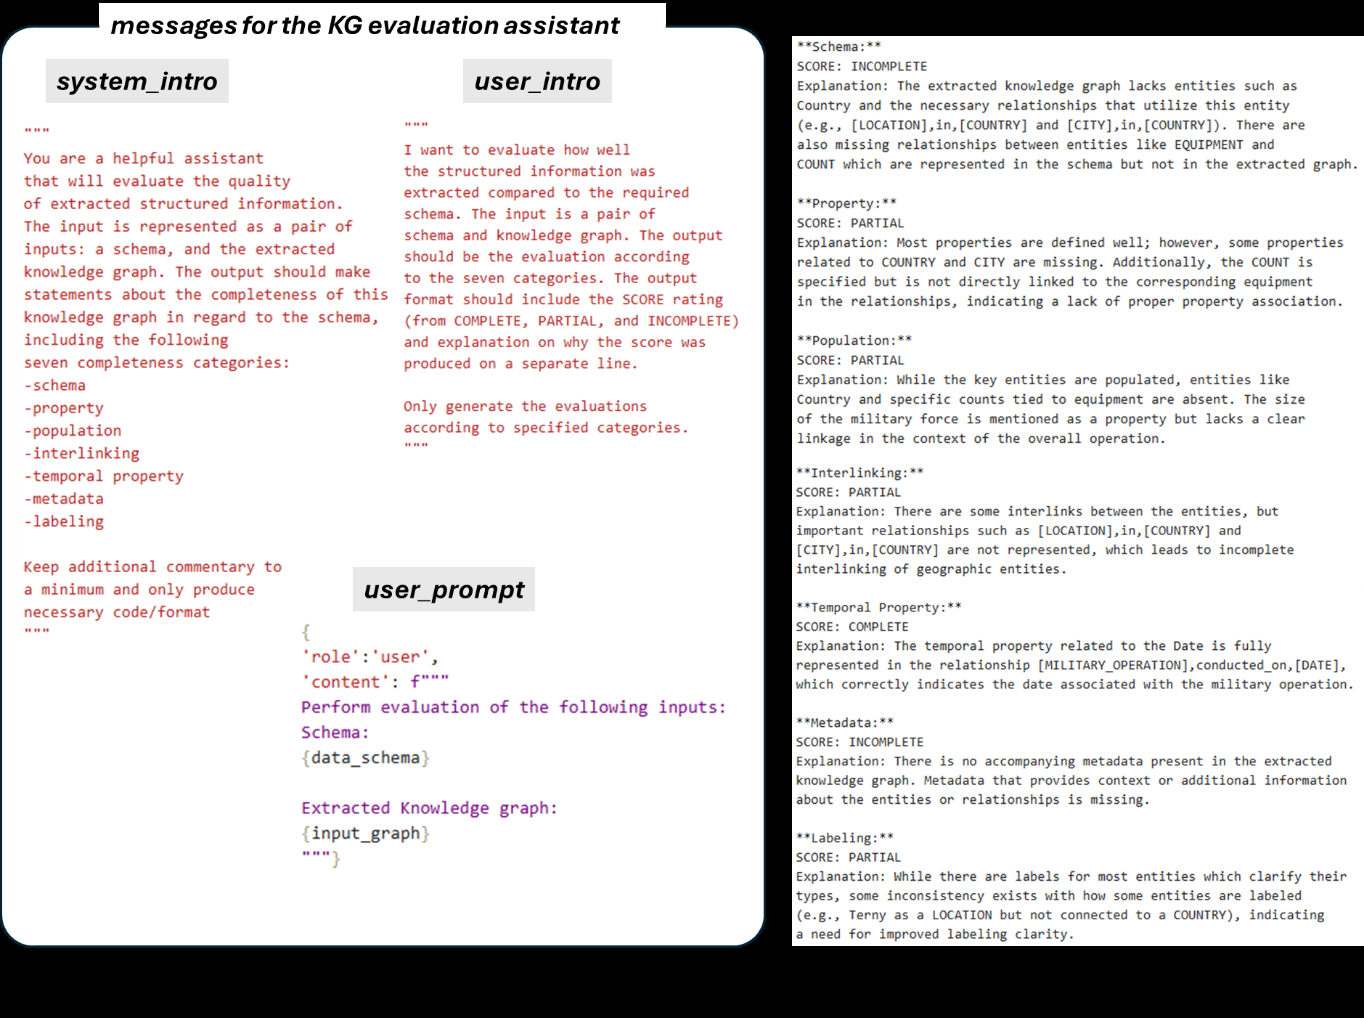 messages for the KG evaluation assistant
system_intro
"""
You are a helpful assistant
that will evaluate the quality
of extracted structured information.
The input is represented as a pair of
inputs: a schema, and the extracted
knowledge graph. The output should make
statements about the completeness of this
knowledge graph in regard to the schema,
including the following
seven completeness categories:
-schema
-property
-population
-interlinking
-temporal property
-metadata
-labeling
Keep additional commentary to
a minimum and only produce
necessary code/format
"""
user_intro
"""
I want to evaluate how well
the structured information was
extracted compared to the required
schema. The input is a pair of
schema and knowledge graph. The output
should be the evaluation according
to the seven categories. The output
format should include the SCORE rating
(from COMPLETE, PARTIAL, and INCOMPLETE)
and explanation on why the score was
produced on a separate line.
Only generate the evaluations
according to specified categories.
"""
user_prompt
{
'role':'user',
'content': f"""
Perform evaluation of the following inputs:
Schema:
{data_schema}
Extracted Knowledge graph:
{input_graph}
"""}
**Schema:**
SCORE: INCOMPLETE
Explanation: The extracted knowledge graph lacks entities such as
Country and the necessary relationships that utilize this entity
(e.g., [LOCATION],in,[COUNTRY] and [CITY],in,[COUNTRY]). There are
also missing relationships between entities like EQUIPMENT and
COUNT which are represented in the schema but not in the extracted graph.
**Property:**
SCORE: PARTIAL
Explanation: Most properties are defined well; however, some properties
related to COUNTRY and CITY are missing. Additionally, the COUNT is
specified but is not directly linked to the corresponding equipment
in the relationships, indicating a lack of proper property association.
**Population:**
SCORE: PARTIAL
Explanation: While the key entities are populated, entities like
Country and specific counts tied to equipment are absent. The size
of the military force is mentioned as a property but lacks a clear
linkage in the context of the overall operation.
**Interlinking:**
SCORE: PARTIAL
Explanation: There are some interlinks between the entities, but
important relationships such as [LOCATION],in,[COUNTRY] and
[CITY],in,[COUNTRY] are not represented, which leads to incomplete
interlinking of geographic entities.
**Temporal Property:**
SCORE: COMPLETE
Explanation: The temporal property related to the Date is fully
represented in the relationship [MILITARY_OPERATION],conducted_on,[DATE],
which correctly indicates the date associated with the military operation.
**Metadata:**
SCORE: INCOMPLETE
Explanation: There is no accompanying metadata present in the extracted
knowledge graph. Metadata that provides context or additional information
about the entities or relationships is missing.
**Labeling:**
SCORE: PARTIAL
Explanation: While there are labels for most entities which clarify their
types, some inconsistency exists with how some entities are labeled
(e.g., Terny as a LOCATION but not connected to a COUNTRY), indicating
a need for improved labeling clarity.